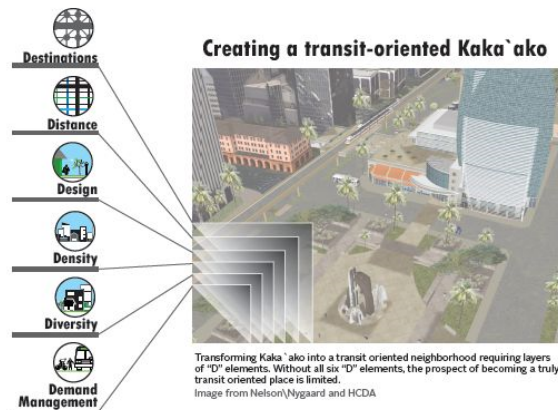 Creating a transit-oriented Kaka`ako
Destinations
Distance
Design
Density
Diversity
Demand
Management
Transforming Kaka`ako into a transit oriented neighborhood requiring layers
of “D” elements. Without all six “D” elements, the prospect of becoming a truly
transit oriented place is limited.
Image from Nelson\Nygaard and HCDA